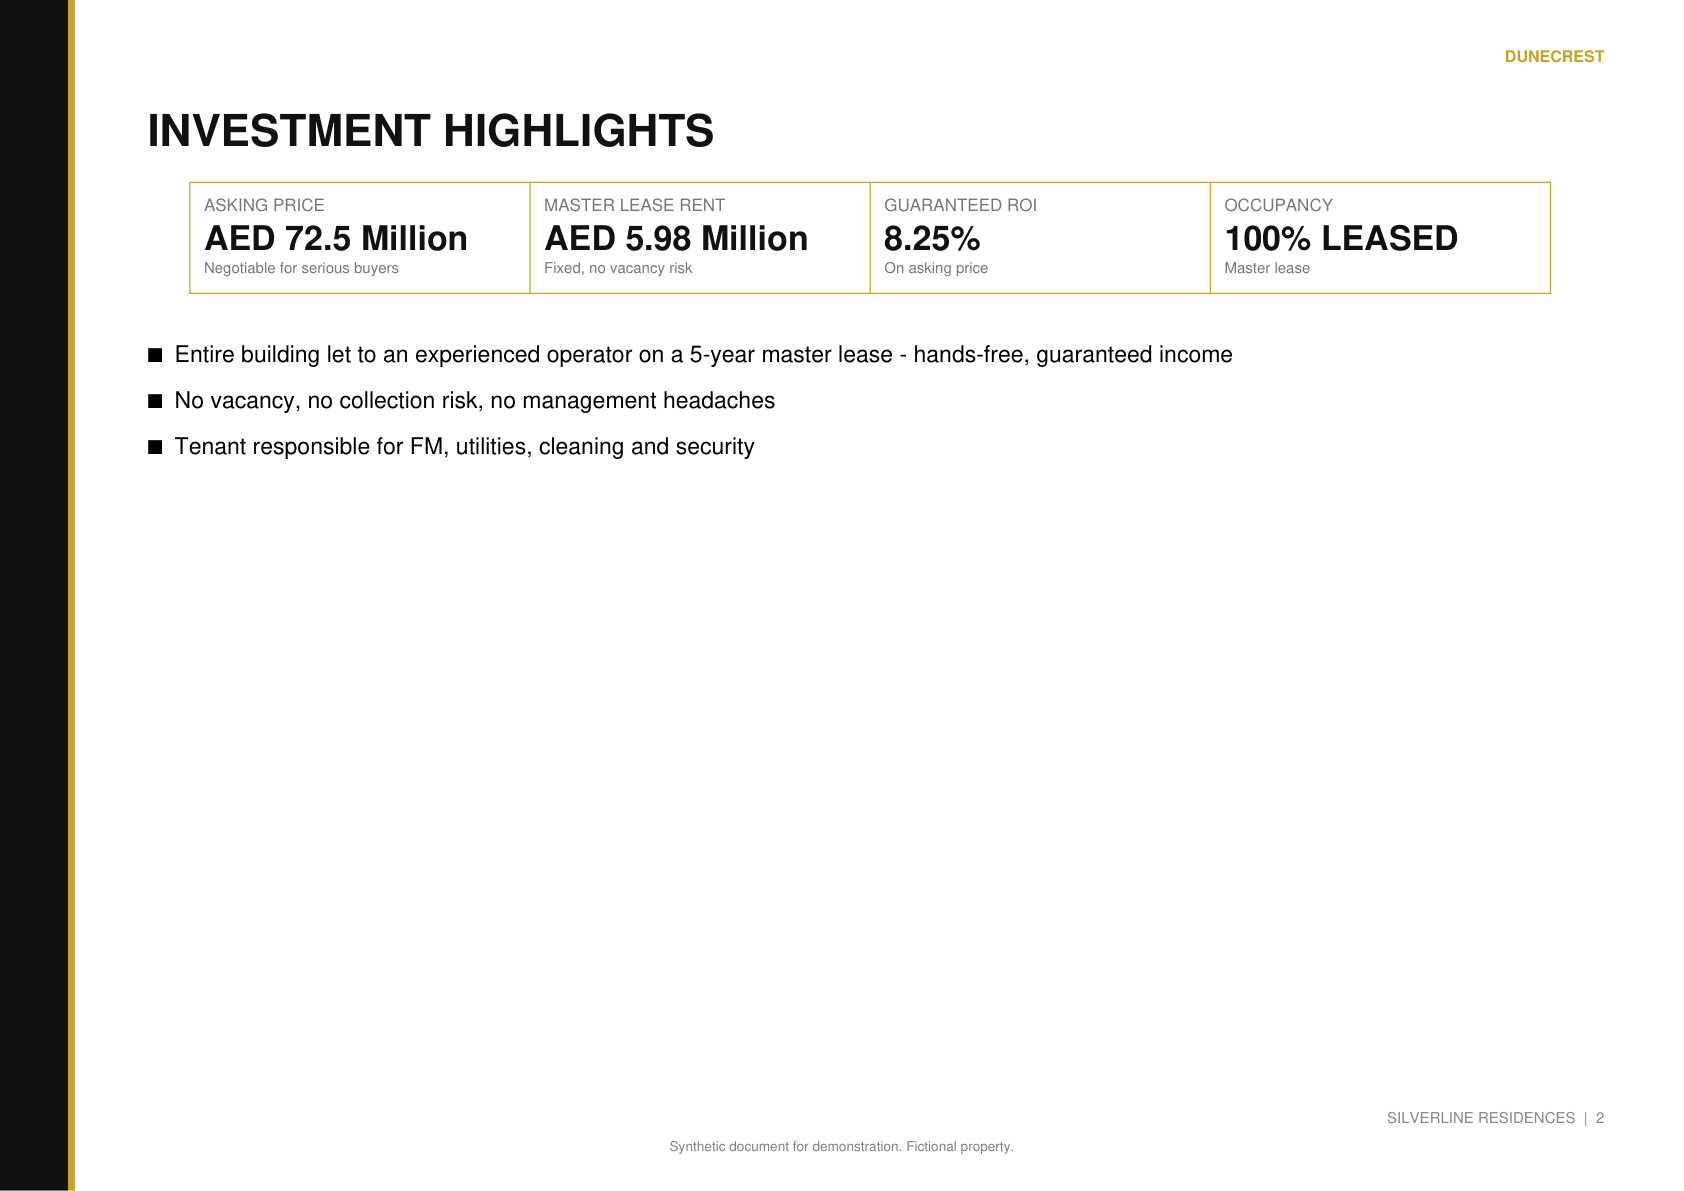 DUNECREST
INVESTMENT HIGHLIGHTS
ASKING PRICE
AED 72.5 Million
Negotiable for serious buyers
MASTER LEASE RENT
AED 5.98 Million
Fixed, no vacancy risk
GUARANTEED ROI
8.25%
On asking price
OCCUPANCY
100% LEASED
Master lease
■ Entire building let to an experienced operator on a 5-year master lease - hands-free, guaranteed income
■ No vacancy, no collection risk, no management headaches
■ Tenant responsible for FM, utilities, cleaning and security
SILVERLINE RESIDENCES | 2
Synthetic document for demonstration. Fictional property.